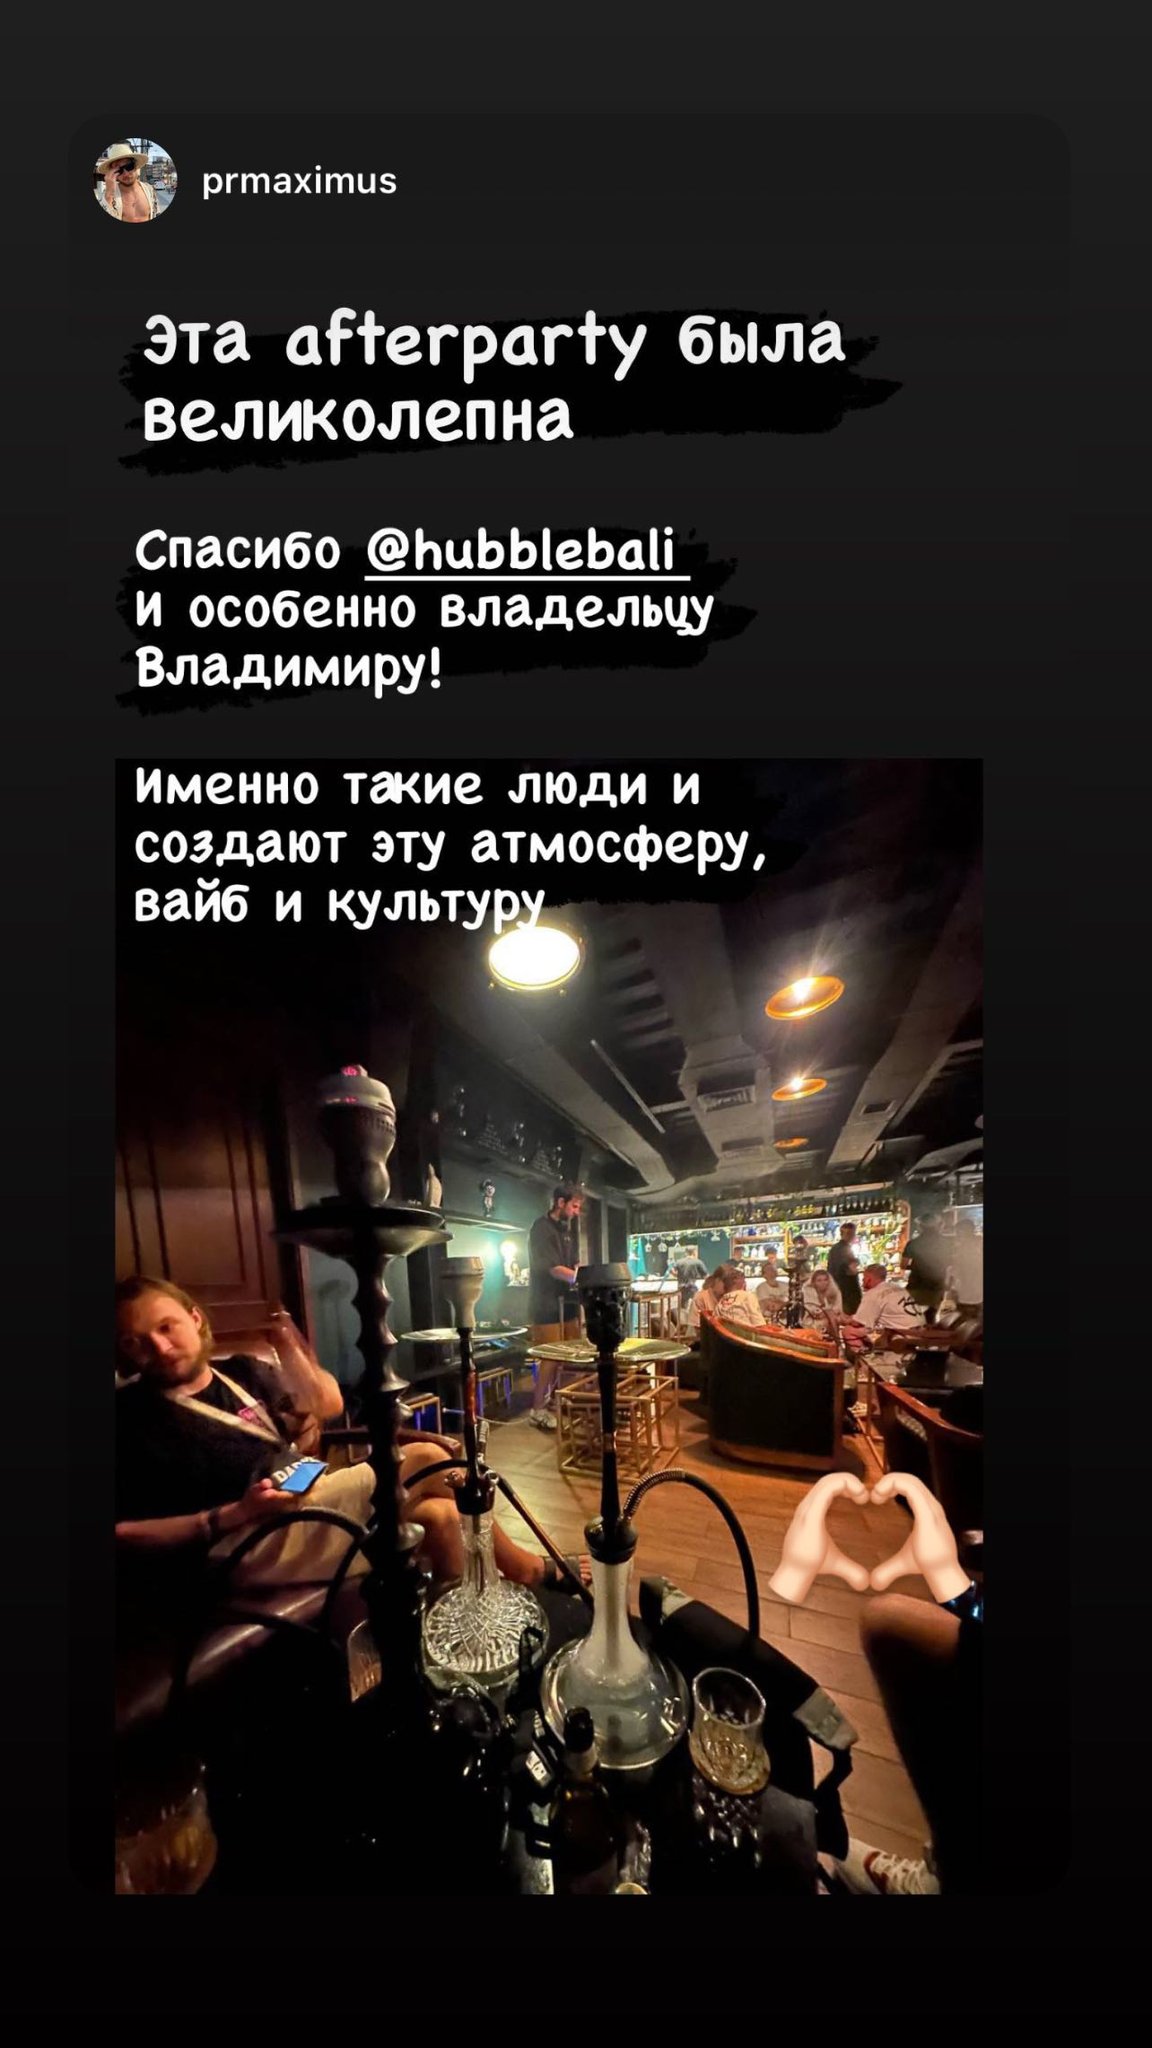 prmaximus
Эта afterparty была
великолепна
Спасибо @hubblebali
И особенно владельцу
Владимиру!
Именно такие люди и
создают эту атмосферу,
вайб и культуру